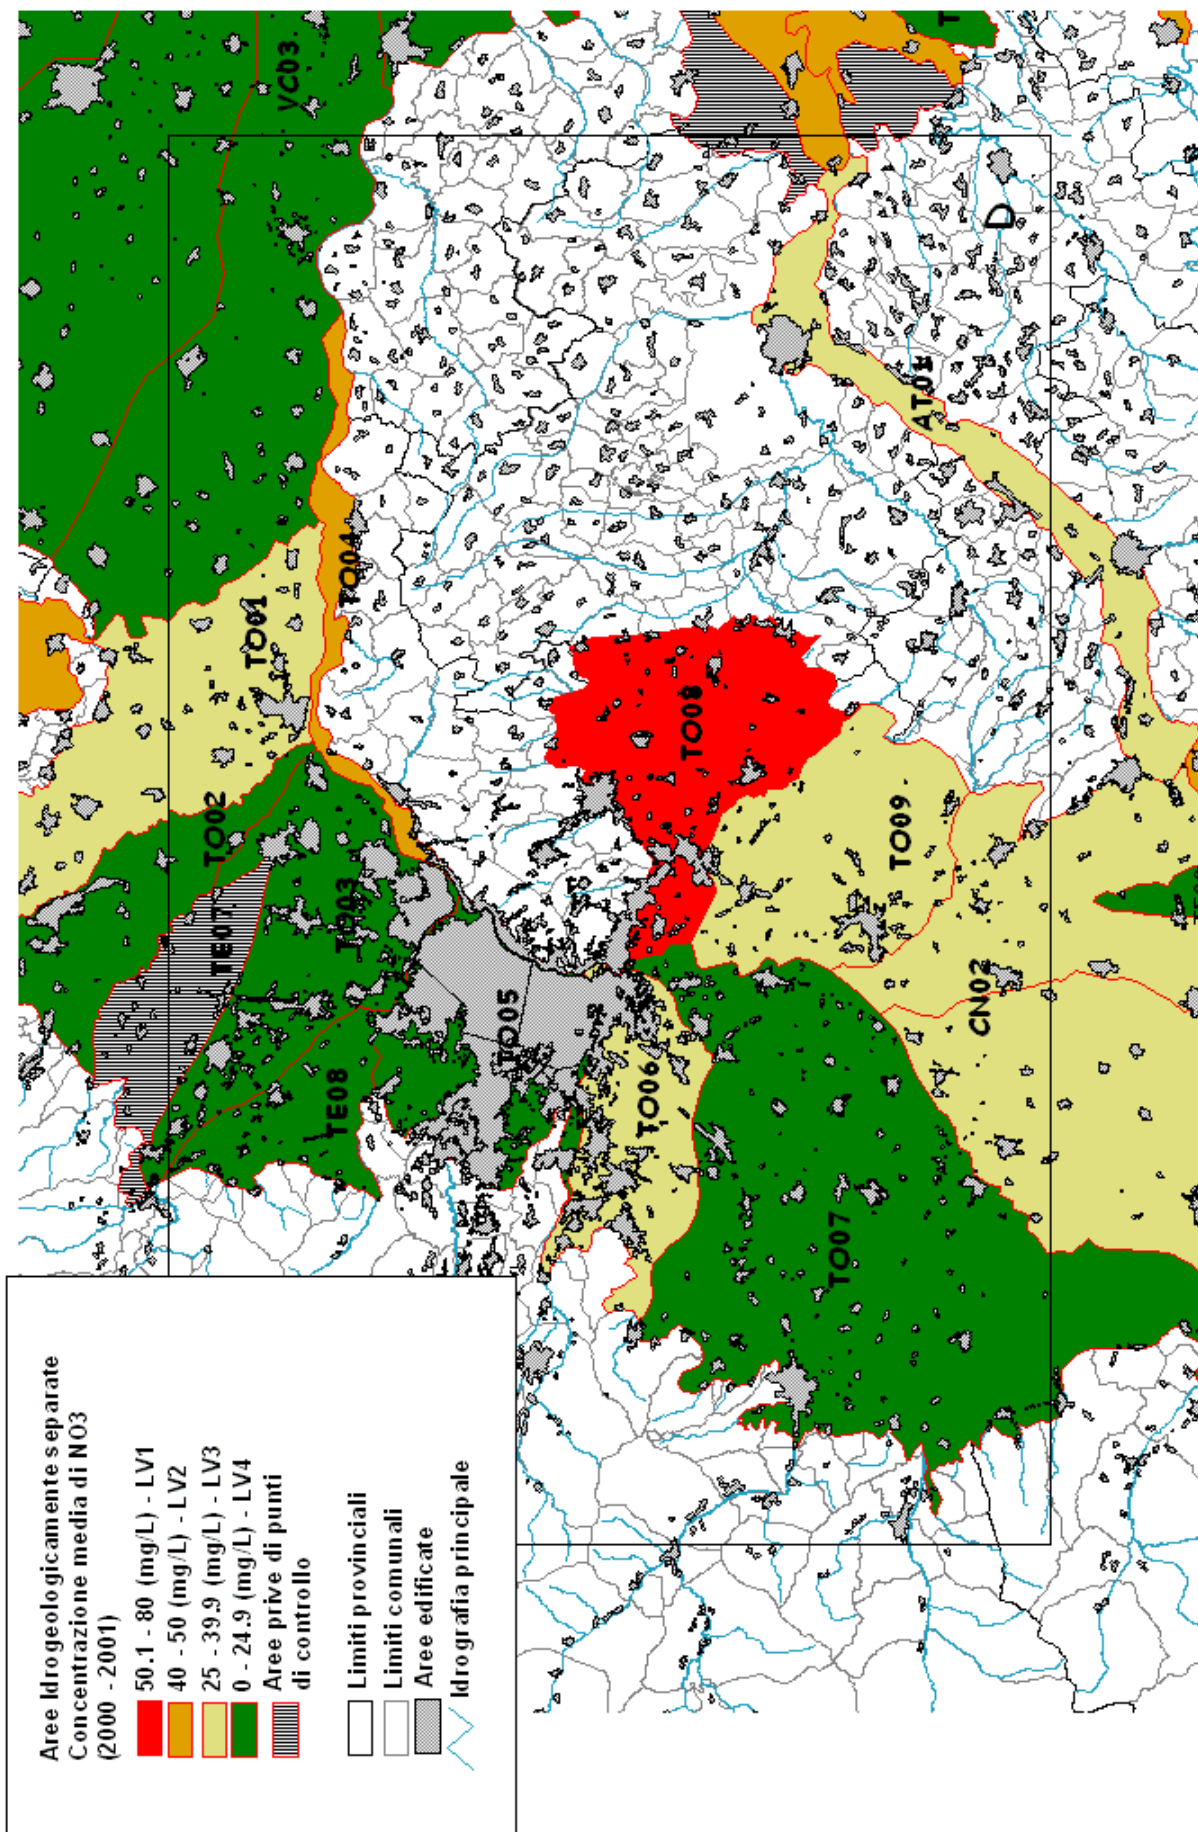 Aree Idrogeologicamente separate
Concentrazione media di NO3
(2000 - 2001)
50.1 - 80 (mg/L) - LV1
40 - 50 (mg/L) - LV2
25 - 39.9 (mg/L) - LV3
0 - 24.9 (mg/L) - LV4
Aree prive di punti
di controllo
Limiti provinciali
Limiti comunali
Aree edificate
Idrografia principale
VC03
TO01
TO02
TE07
TO03
TO04
TE08
TO05
TO06
TO07
TO08
TO09
CN02
AT01
D